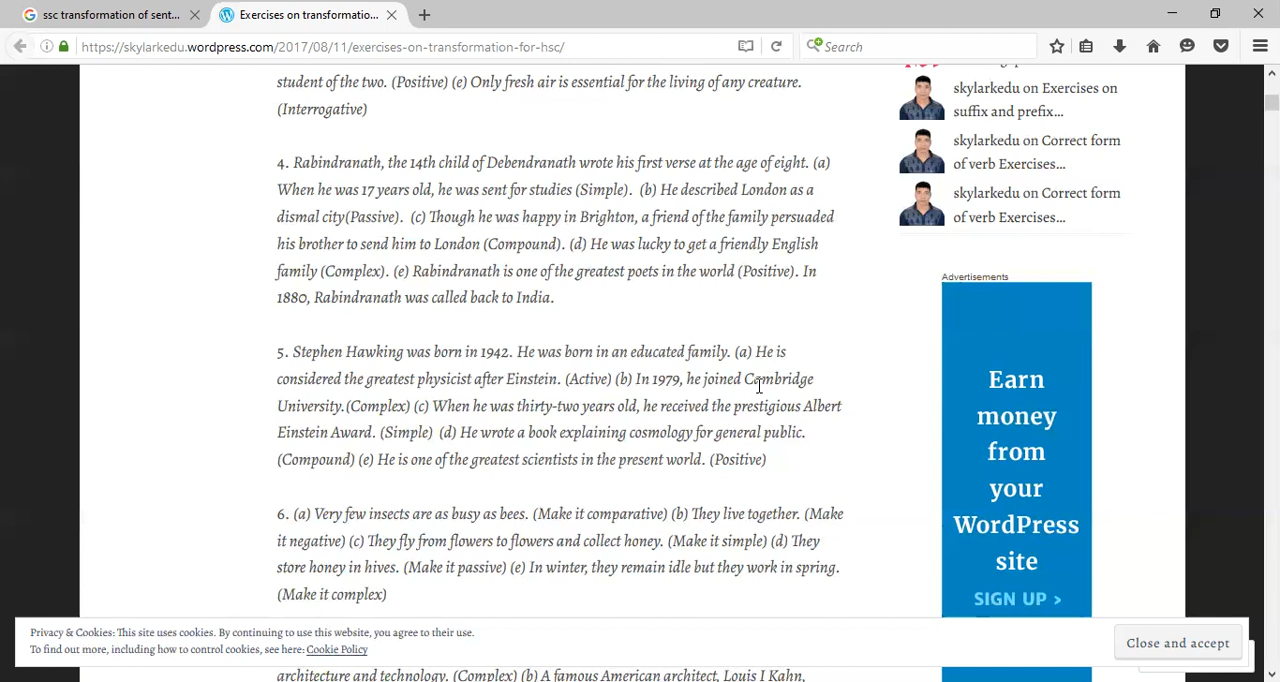 ssc transformation of sent...
Exercises on transformatio...
https://skylarkedu.wordpress.com/2017/08/11/exercises-on-transformation-for-hsc/
Search
student of the two. (Positive) (e) Only fresh air is essential for the living of any creature.
(Interrogative)
4. Rabindranath, the 14th child of Debendranath wrote his first verse at the age of eight. (a)
When he was 17 years old, he was sent for studies (Simple). (b) He described London as a
dismal city(Passive). (c) Though he was happy in Brighton, a friend of the family persuaded
his brother to send him to London (Compound). (d) He was lucky to get a friendly English
family (Complex). (e) Rabindranath is one of the greatest poets in the world (Positive). In
1880, Rabindranath was called back to India.
5. Stephen Hawking was born in 1942. He was born in an educated family. (a) He is
considered the greatest physicist after Einstein. (Active) (b) In 1979, he joined Cambridge
University.(Complex) (c) When he was thirty-two years old, he received the prestigious Albert
Einstein Award. (Simple) (d) He wrote a book explaining cosmology for general public.
(Compound) (e) He is one of the greatest scientists in the present world. (Positive)
6. (a) Very few insects are as busy as bees. (Make it comparative) (b) They live together. (Make
it negative) (c) They fly from flowers to flowers and collect honey. (Make it simple) (d) They
store honey in hives. (Make it passive) (e) In winter, they remain idle but they work in spring.
(Make it complex)
architecture and technology. (Complex) (b) A famous American architect, Louis I Kahn,
skylarkedu on Exercises on
suffix and prefix...
skylarkedu on Correct form
of verb Exercises...
skylarkedu on Correct form
of verb Exercises...
Advertisements
Earn
money
from
your
WordPress
site
SIGN UP >
Privacy & Cookies: This site uses cookies. By continuing to use this website, you agree to their use.
To find out more, including how to control cookies, see here: Cookie Policy
Close and accept